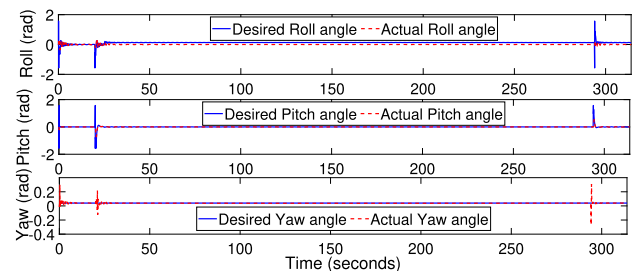 Roll (rad)
2
0
-2
Desired Roll angle Actual Roll angle
0 50 100 150 200 250 300
Pitch (rad)
2
0
-2
Desired Pitch angle Actual Pitch angle
0 50 100 150 200 250 300
Yaw (rad)
0.2
0
-0.2
-0.4
Desired Yaw angle Actual Yaw angle
0 50 100 150 200 250 300
Time (seconds)